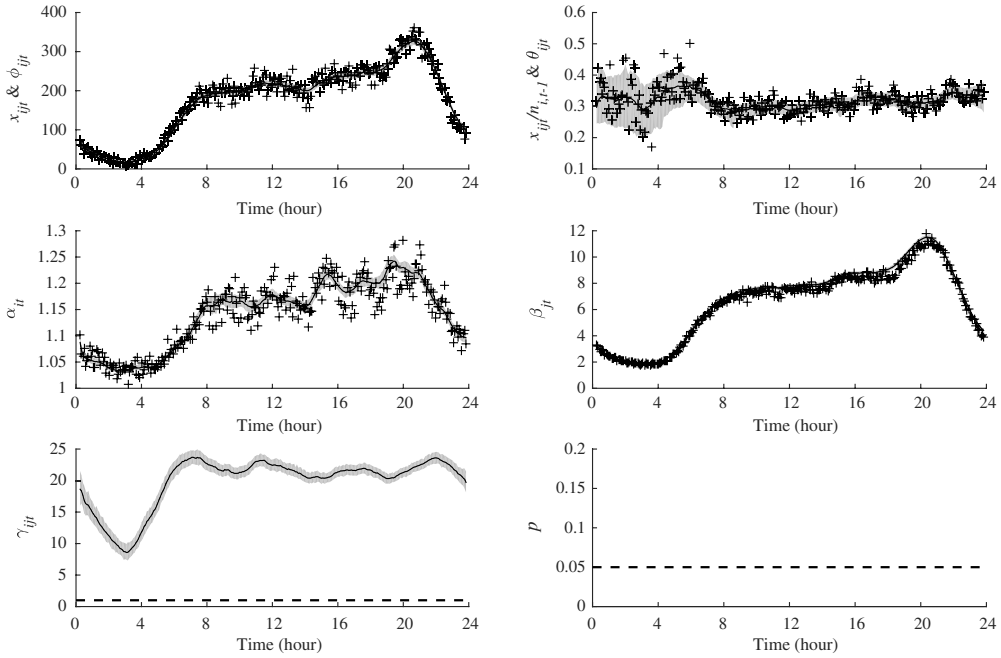 400
300
200
100
0
x_ijt & ϕ_ijt
0 4 8 12 16 20 24
Time (hour)
0.6
0.5
0.4
0.3
0.2
0.1
x_ijt/n_i,t-1 & θ_ijt
0 4 8 12 16 20 24
Time (hour)
1.3
1.25
1.2
1.15
1.1
1.05
1
α_it
0 4 8 12 16 20 24
Time (hour)
12
10
8
6
4
2
0
β_jt
0 4 8 12 16 20 24
Time (hour)
25
20
15
10
5
0
γ_ijt
0 4 8 12 16 20 24
Time (hour)
0.2
0.15
0.1
0.05
0
p
0 4 8 12 16 20 24
Time (hour)